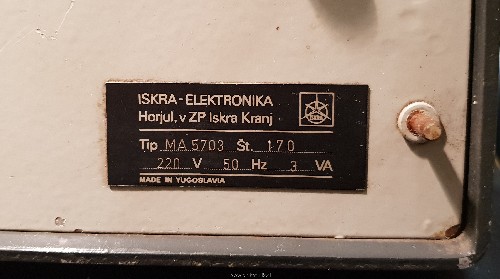 ISKRA-ELEKTRONIKA
Horjul, v ZP Iskra Kranj
Tip MA 5703 Št. 170
220 V 50 Hz 3 VA
MADE IN YUGOSLAVIA